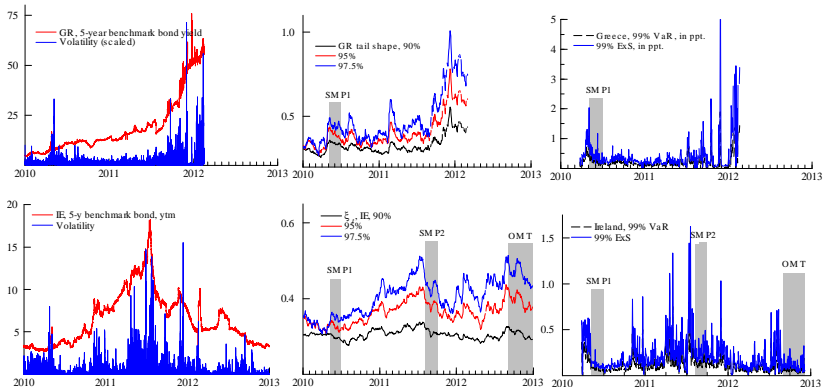 GR, 5-year benchmark bond yield
Volatility (scaled)
75
50
25
2010 2011 2012 2013
GR tail shape, 90%
95%
97.5%
SM P1
1.0
0.5
2010 2011 2012 2013
Greece, 99% VaR, in ppt.
99% ExS, in ppt.
SM P1
5
4
3
2
1
2010 2011 2012 2013
IE, 5-y benchmark bond, ytm
Volatility
20
15
10
5
2010 2011 2012 2013
ξt, IE, 90%
95%
97.5%
SM P1
SM P2
OM T
0.6
0.4
0.2
2010 2011 2012 2013
Ireland, 99% VaR
99% ExS
SM P1
SM P2
OM T
1.5
1.0
0.5
2010 2011 2012 2013